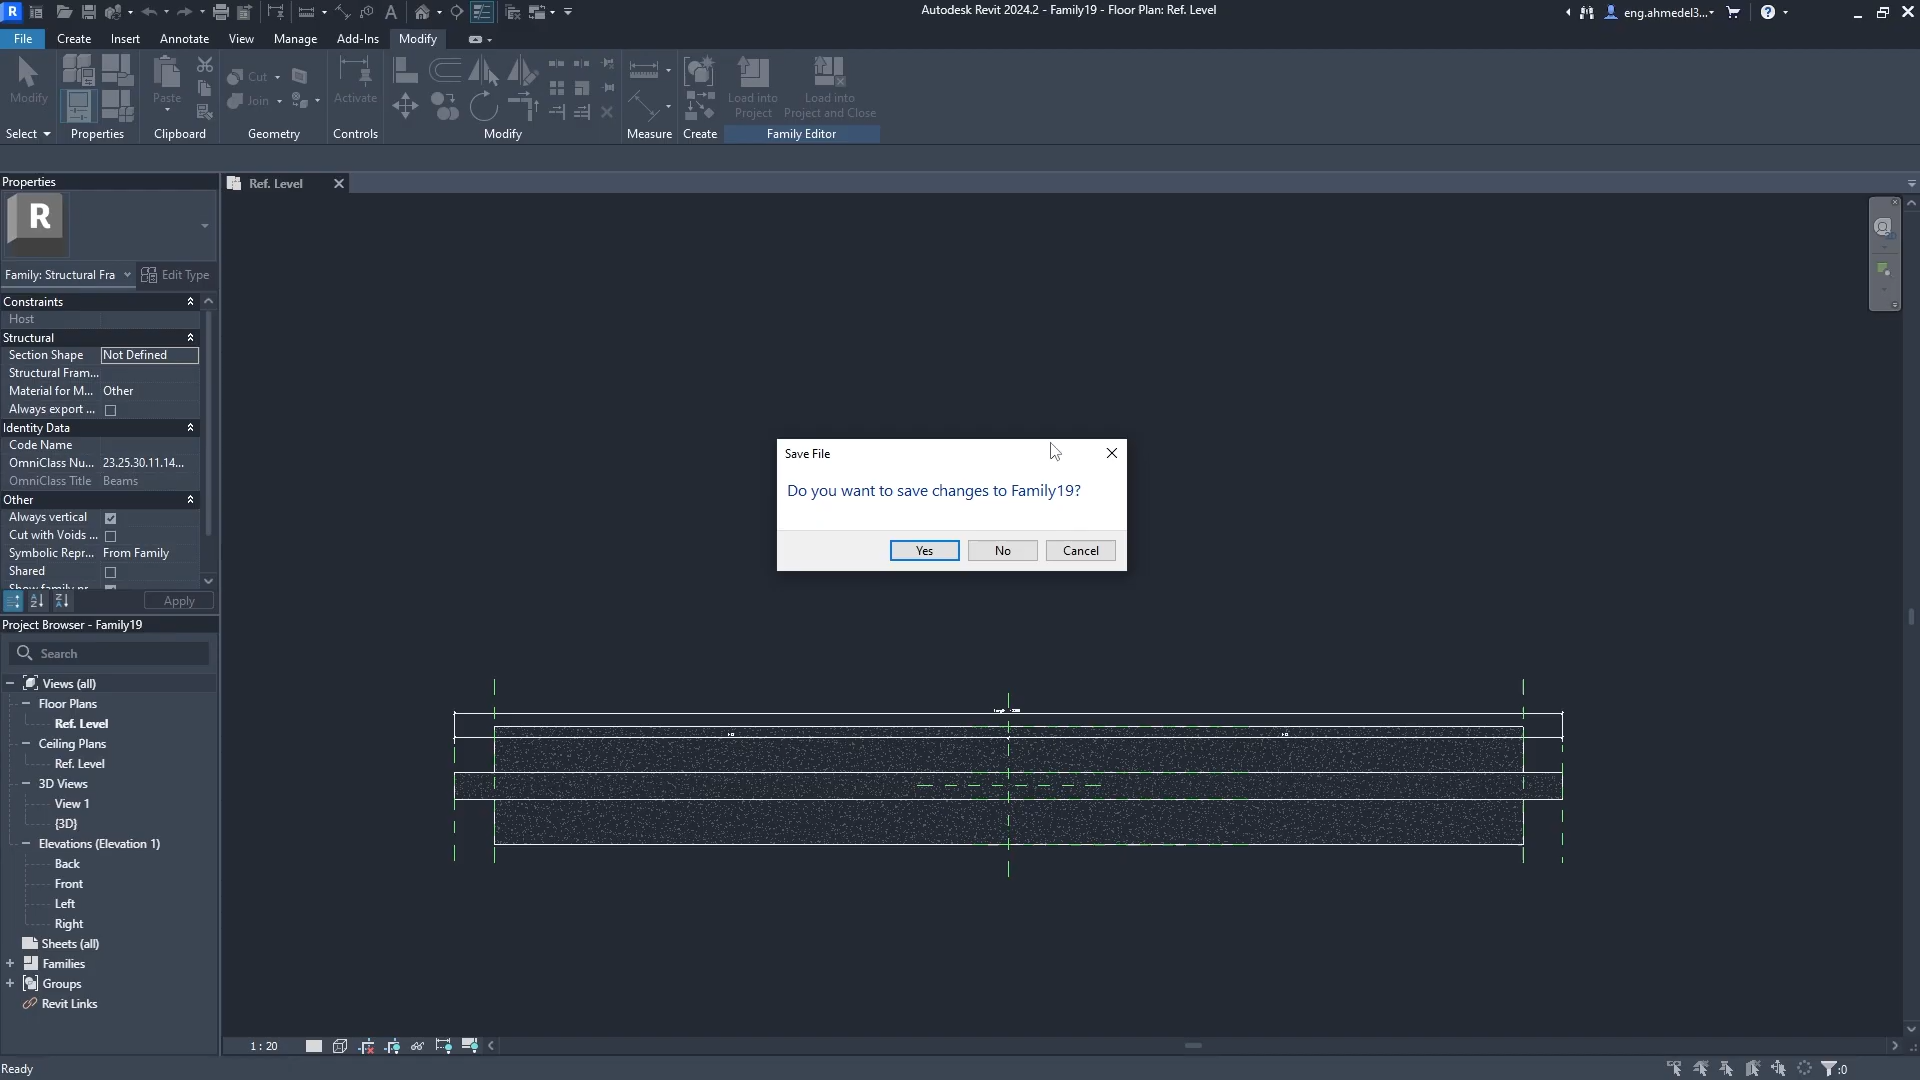 Autodesk Revit 2024.2 - Family19 - Floor Plan: Ref. Level
eng.ahmedel3...
File
Create
Insert
Annotate
View
Manage
Add-Ins
Modify
Modify
Paste
Cut
Join
Activate
Load into
Project
Load into
Project and Close
Select
Properties
Clipboard
Geometry
Controls
Modify
Measure
Create
Family Editor
Properties
Ref. Level
R
Family: Structural Fra
Edit Type
Constraints
Host
Structural
Section Shape Not Defined
Structural Fram...
Material for M... Other
Always export ...
Identity Data
Code Name
OmniClass Nu... 23.25.30.11.14...
OmniClass Title Beams
Other
Always vertical
Cut with Voids ...
Symbolic Repr... From Family
Shared
Apply
Save File
Do you want to save changes to Family19?
Yes
No
Cancel
Project Browser - Family19
Search
Views (all)
Floor Plans
Ref. Level
Ceiling Plans
Ref. Level
3D Views
View 1
{3D}
Elevations (Elevation 1)
Back
Front
Left
Right
Sheets (all)
Families
Groups
Revit Links
EQ
EQ
1 : 20
Ready
:0